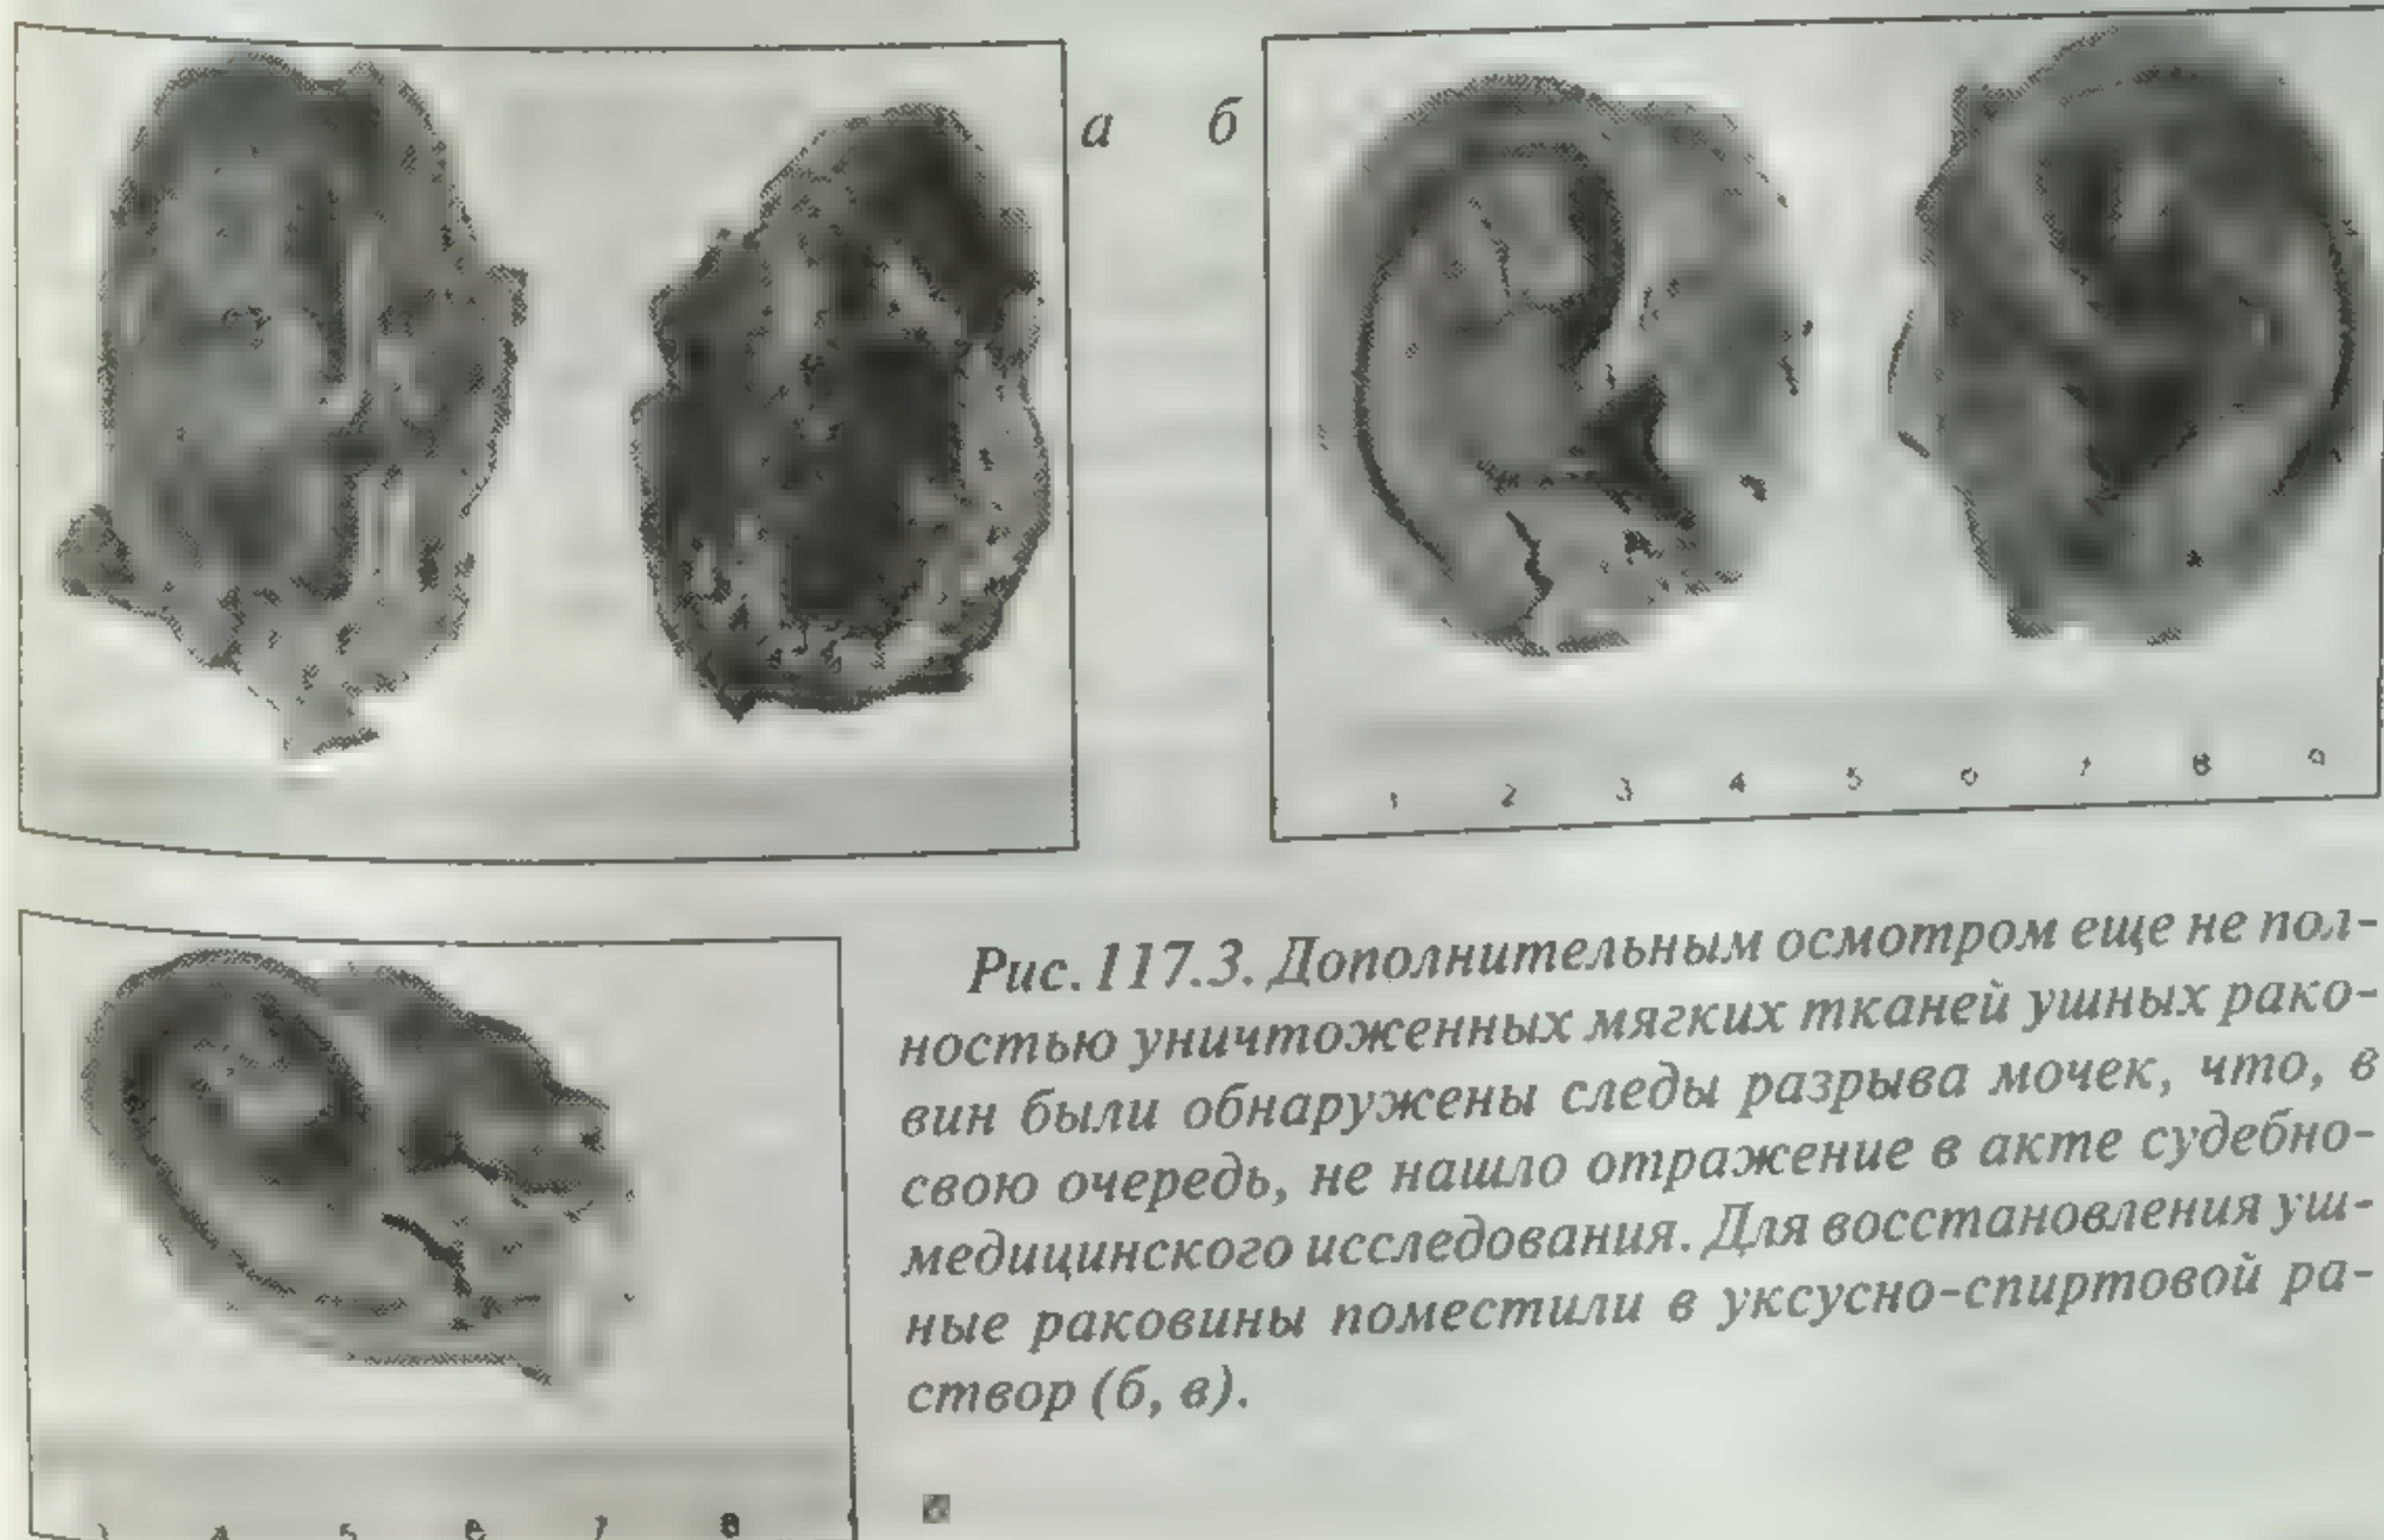 а б
1 2 3 4 5 7 8 9
Рис. 117.3. Дополнительным осмотром еще не пол-
ностью уничтоженных мягких тканей ушных рако-
вин были обнаружены следы разрыва мочек, что, в
свою очередь, не нашло отражение в акте судебно-
медицинского исследования. Для восстановления уш-
ные раковины поместили в уксусно-спиртовой ра-
створ (б, в).
4 5 6 7 8